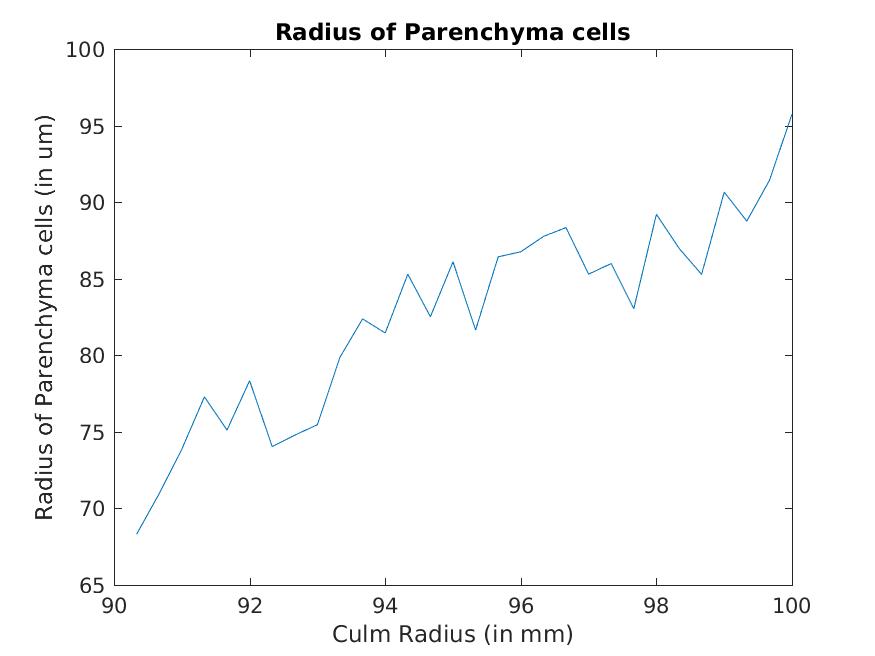 Radius of Parenchyma cells
100
95
90
85
80
75
70
65
Radius of Parenchyma cells (in um)
90 92 94 96 98 100
Culm Radius (in mm)